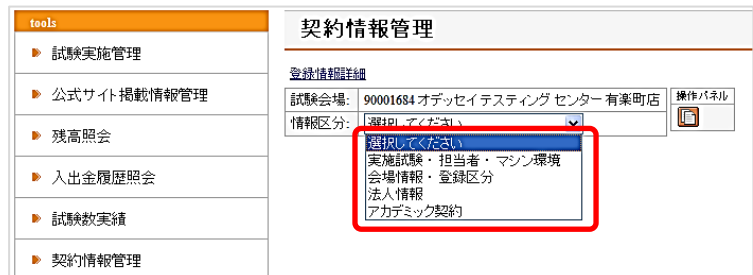 tools
試験実施管理
公式サイト掲載情報管理
残高照会
入出金履歴照会
試験数実績
契約情報管理
契約情報管理
登録情報詳細
試験会場: 90001684 オデッセイ テスティング センター 有楽町店
操作パネル
情報区分: 選択してください
選択してください
実施試験・担当者・マシン環境
会場情報・登録区分
法人情報
アカデミック契約